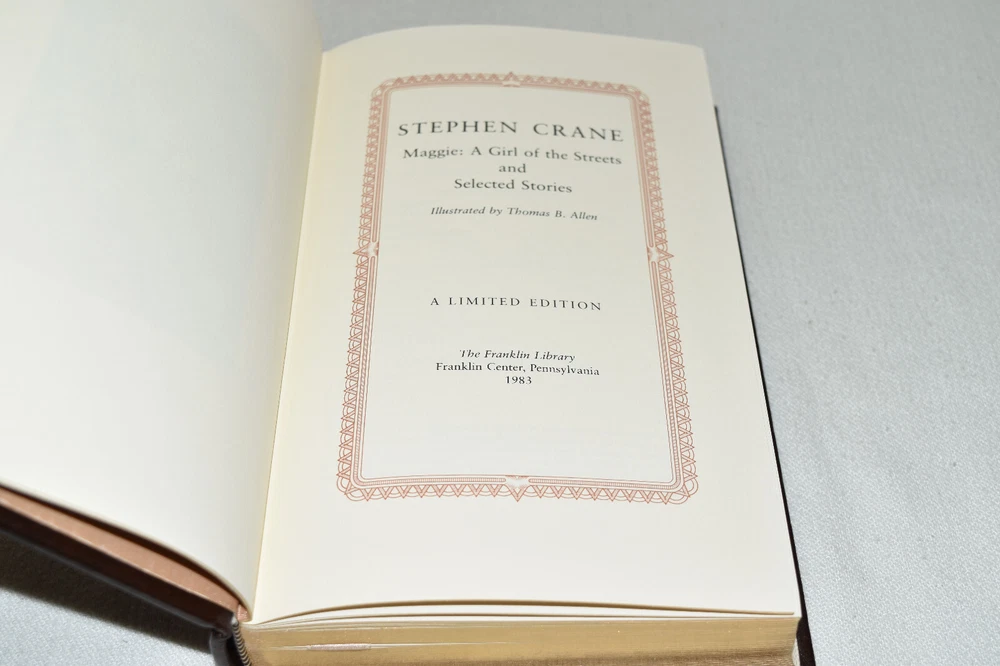 STEPHEN CRANE
Maggie: A Girl of the Streets
and
Selected Stories
Illustrated by Thomas B. Allen
A LIMITED EDITION
The Franklin Library
Franklin Center, Pennsylvania
1983